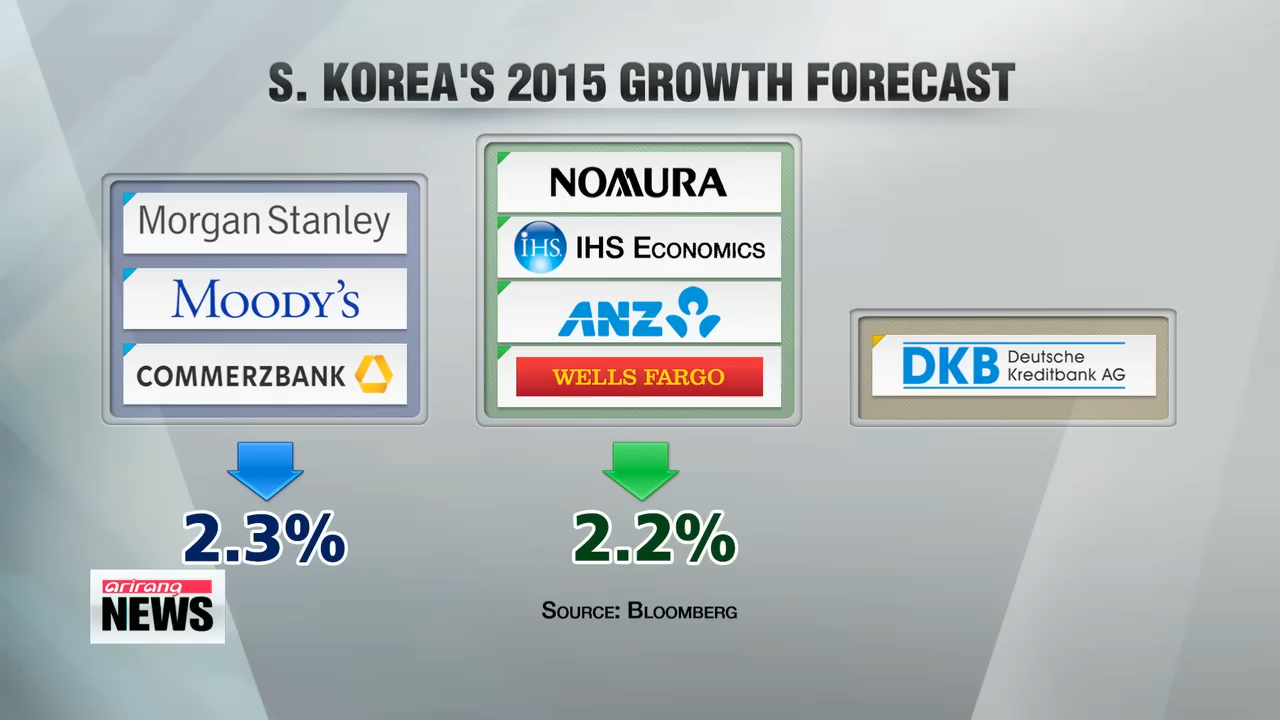 S. KOREA'S 2015 GROWTH FORECAST
Morgan Stanley
MOODY'S
COMMERZBANK
2.3%
NOMURA
IHS IHS ECONOMICS
ANZ
WELLS FARGO
2.2%
DKB Deutsche
Kreditbank AG
arirang
NEWS
SOURCE: BLOOMBERG